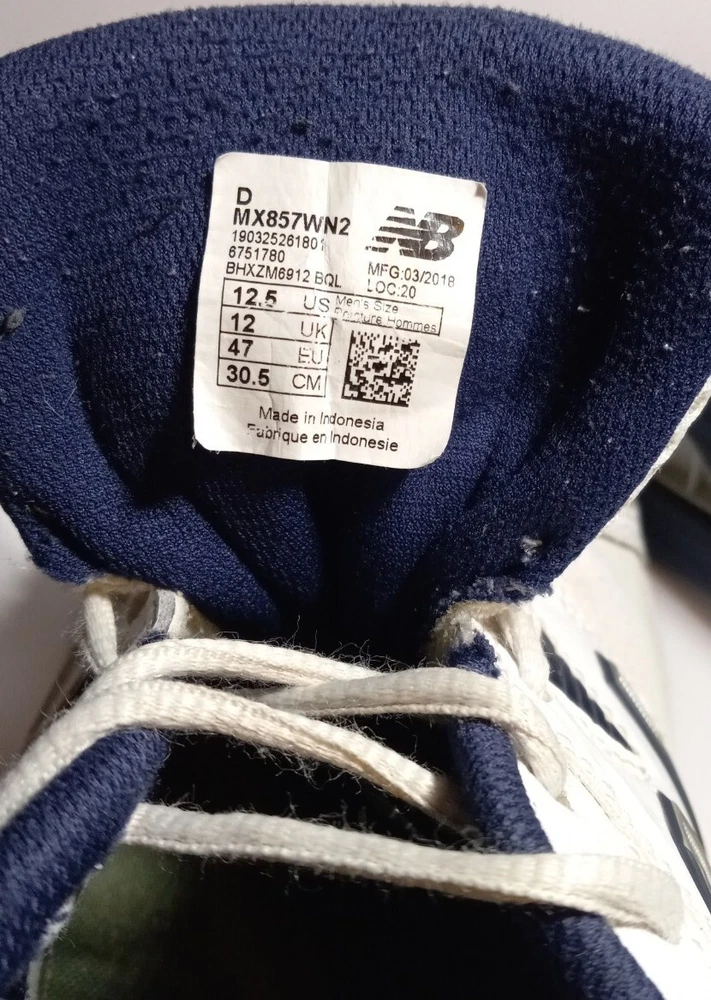 D
MX857WN2
190325261801
6751780
BHXZM6912 BQL
NB
MFG:03/2018
LOC:20
12.5 US Men's Size
Pointure Hommes
12 UK
47 EU
30.5 CM
Made in Indonesia
Fabrique en Indonesie